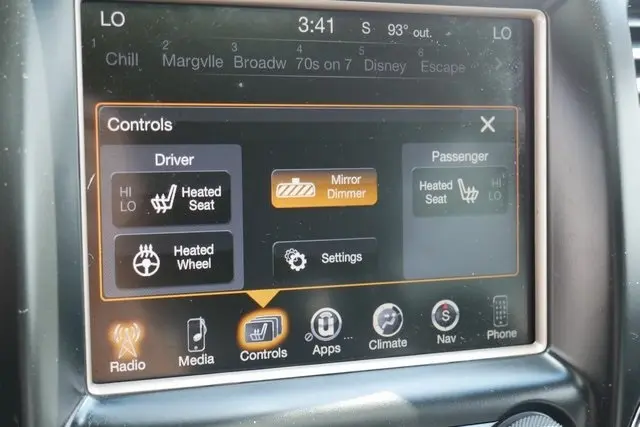 LO 3:41 S 93° out. LO
1 Chill 2 Margvlle 3 Broadw 4 70s on 7 5 Disney 6 Escape
Controls X
Driver
Passenger
HI
LO
Heated
Seat
Mirror
Dimmer
Heated
Seat
HI
LO
Heated
Wheel
Settings
Radio Media Controls Apps Climate Nav Phone
S